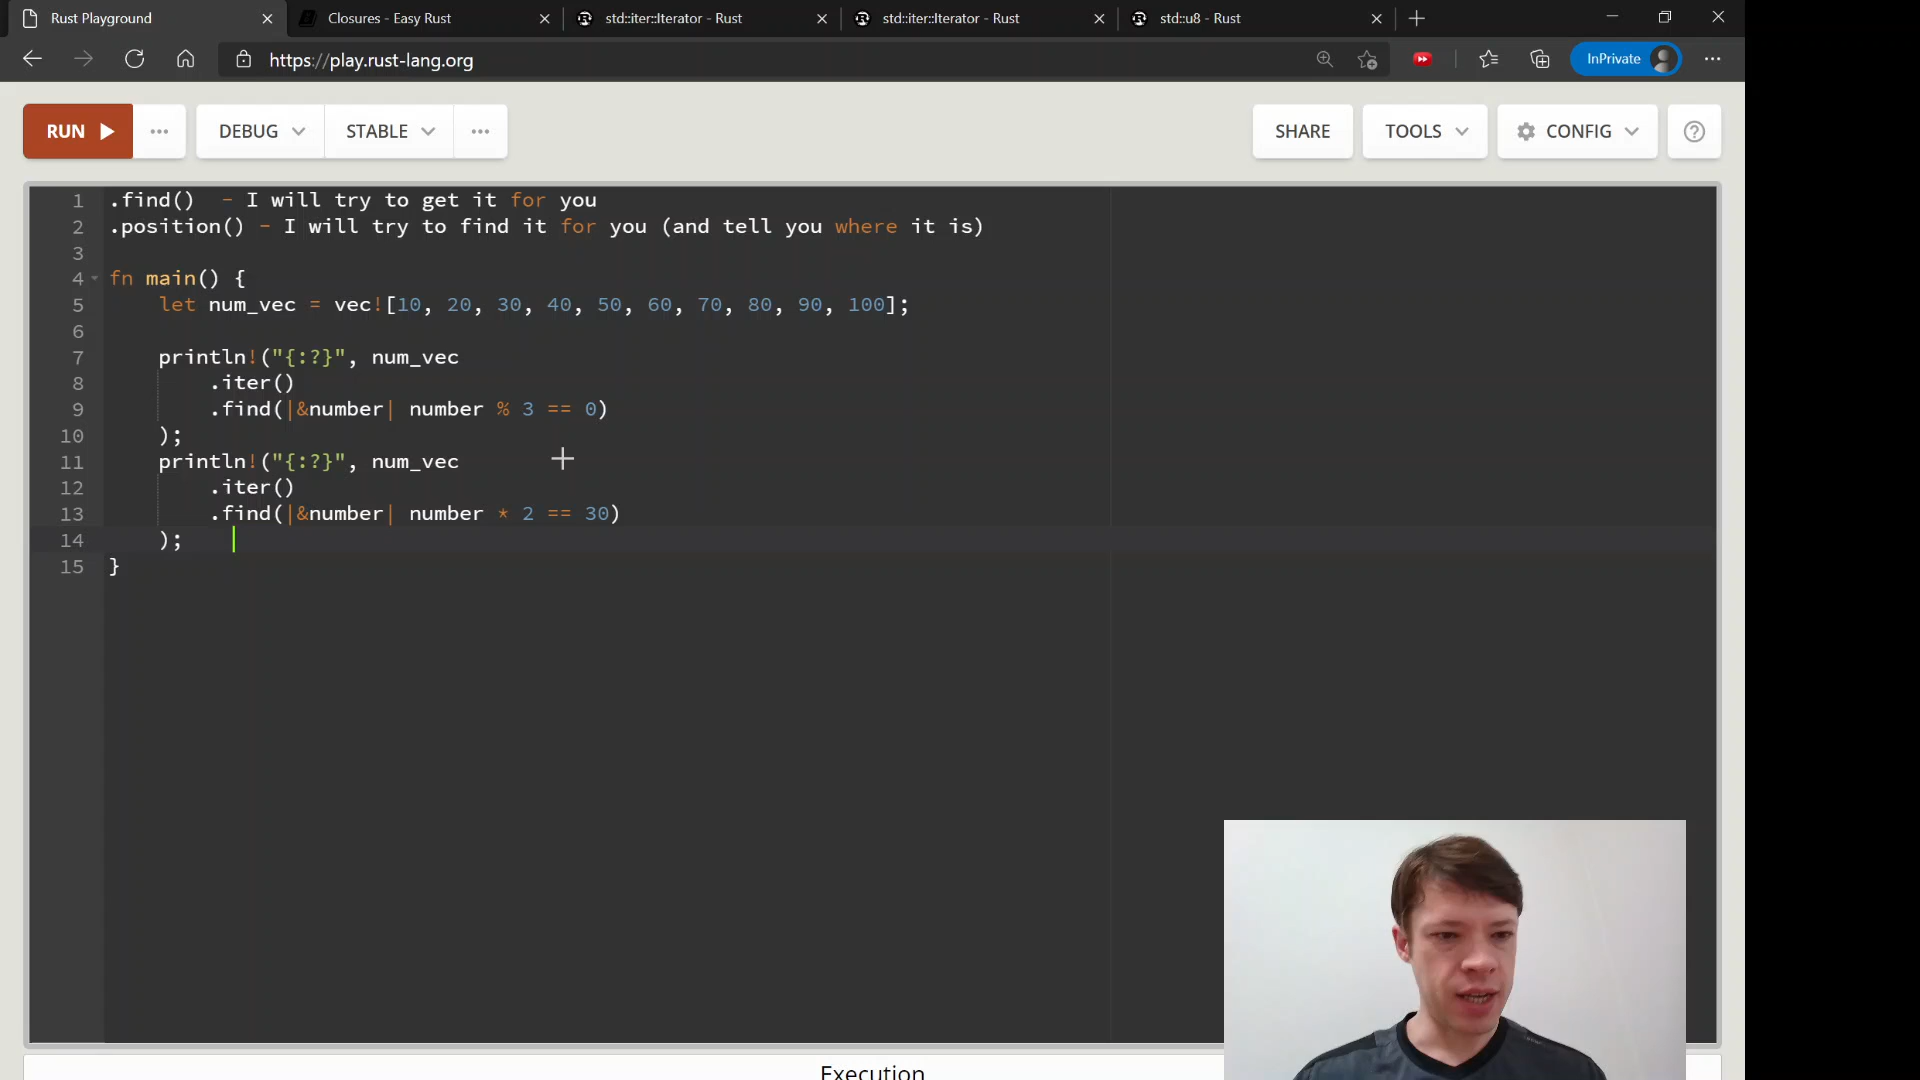 Rust Playground
Closures - Easy Rust
std::iter::Iterator - Rust
std::iter::Iterator - Rust
std::u8 - Rust
https://play.rust-lang.org
InPrivate
RUN
DEBUG
STABLE
SHARE
TOOLS
CONFIG
1 .find()  - I will try to get it for you
2 .position() - I will try to find it for you (and tell you where it is)
3
4 fn main() {
5     let num_vec = vec![10, 20, 30, 40, 50, 60, 70, 80, 90, 100];
6
7     println!("{:?}", num_vec
8         .iter()
9         .find(|&number| number % 3 == 0)
10     );
11     println!("{:?}", num_vec
12         .iter()
13         .find(|&number| number * 2 == 30)
14     );
15 }
Execution